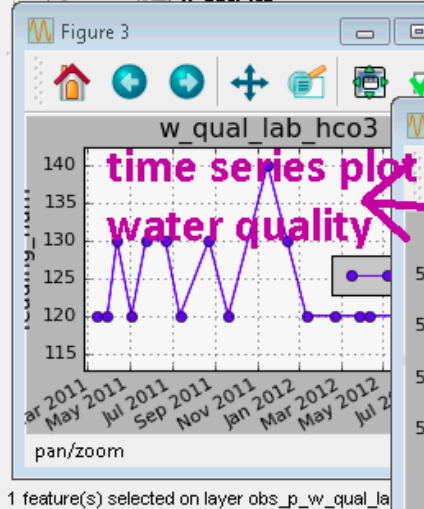 Figure 3
w_qual_lab_hco3
time series plot
water quality
140
135
130
125
120
115
reading_num
May 2011
Jul 2011
Sep 2011
Nov 2011
Jan 2012
Mar 2012
May 2012
pan/zoom
1 feature(s) selected on layer obs_p_w_qual_la